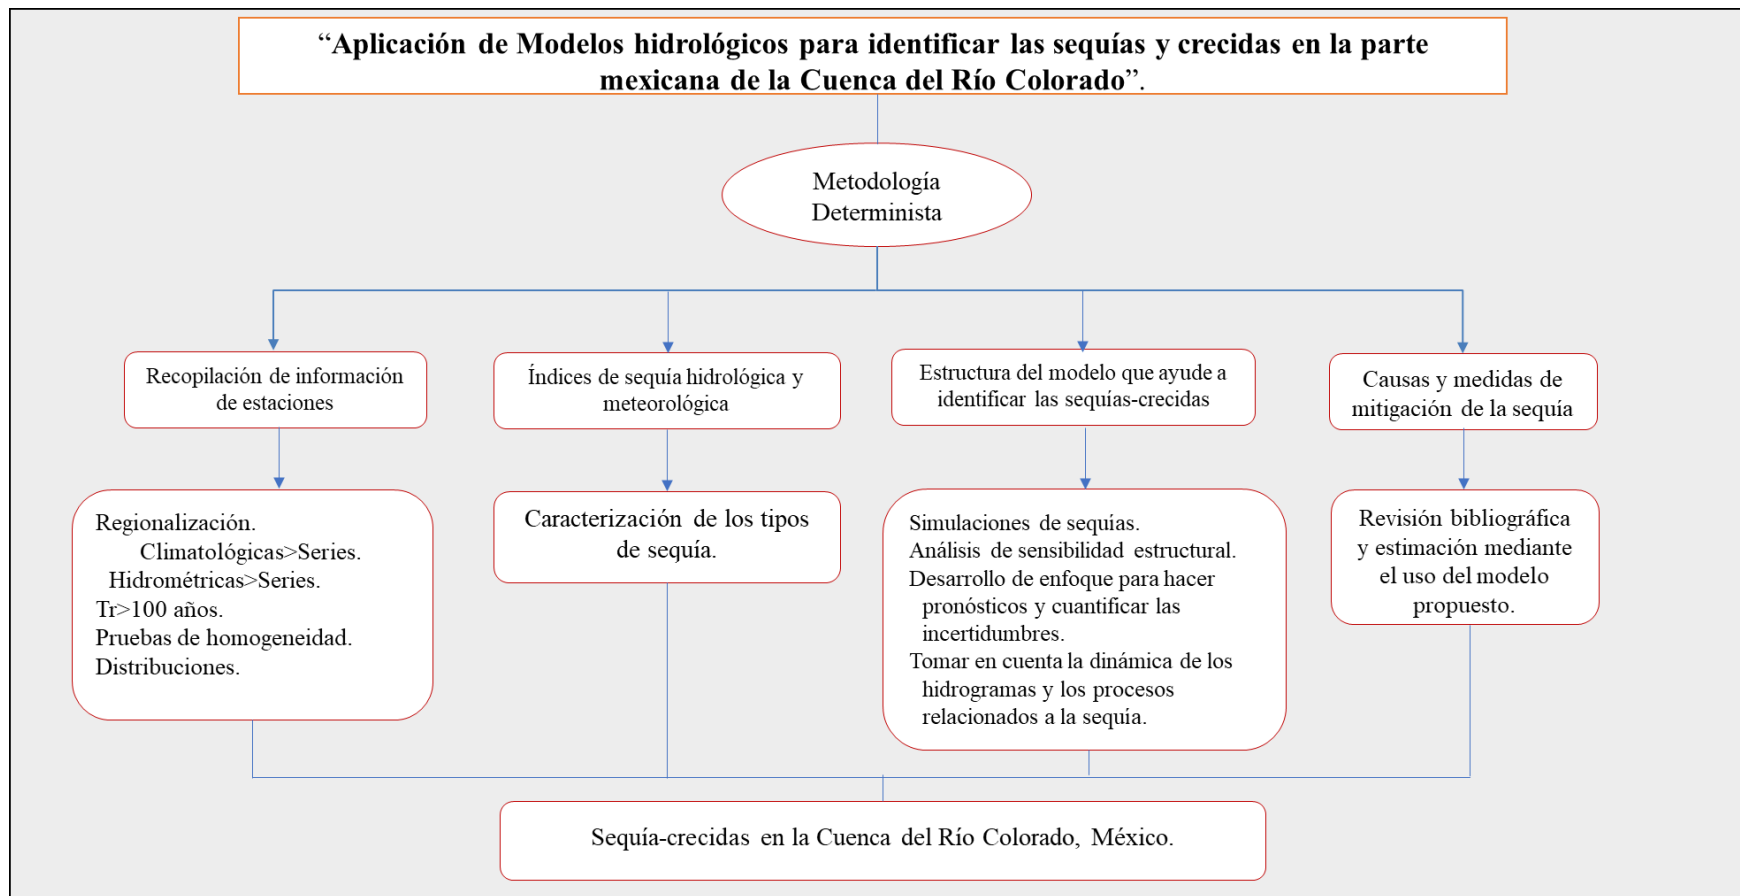 “Aplicación de Modelos hidrológicos para identificar las sequías y crecidas en la parte
mexicana de la Cuenca del Río Colorado”.
Metodología
Determinista
Recopilación de información
de estaciones
Índices de sequía hidrológica y
meteorológica
Estructura del modelo que ayude a
identificar las sequías-crecidas
Causas y medidas de
mitigación de la sequía
Regionalización.
Climatológicas>Series.
Hidrométricas>Series.
Tr>100 años.
Pruebas de homogeneidad.
Distribuciones.
Caracterización de los tipos
de sequía.
Simulaciones de sequías.
Análisis de sensibilidad estructural.
Desarrollo de enfoque para hacer
pronósticos y cuantificar las
incertidumbres.
Tomar en cuenta la dinámica de los
hidrogramas y los procesos
relacionados a la sequía.
Revisión bibliográfica
y estimación mediante
el uso del modelo
propuesto.
Sequía-crecidas en la Cuenca del Río Colorado, México.